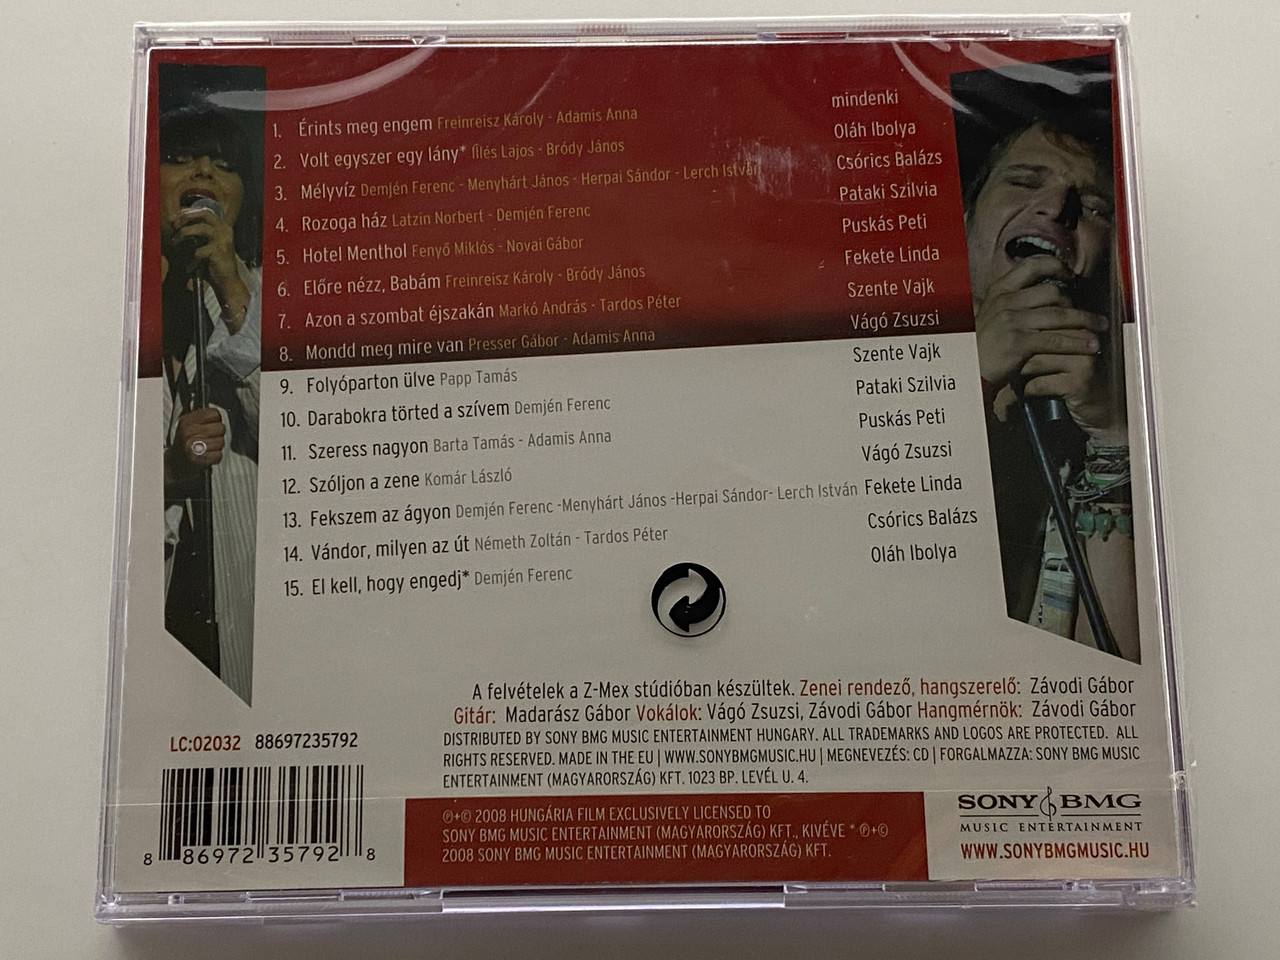 1. Érints meg engem Freinreisz Károly - Adamis Anna mindenki
2. Volt egyszer egy lány* Illés Lajos - Bródy János Oláh Ibolya
3. Mélyvíz Demjén Ferenc - Menyhárt János - Herpai Sándor - Lerch István Csórics Balázs
4. Rozoga ház Latzin Norbert - Demjén Ferenc Pataki Szilvia
5. Hotel Menthol Fenyő Miklós - Novai Gábor Puskás Peti
6. Előre nézz, Babám Freinreisz Károly - Bródy János Fekete Linda
7. Azon a szombat éjszakán Markó András - Tardos Péter Szente Vajk
8. Mondd meg mire van Presser Gábor - Adamis Anna Vágó Zsuzsi
9. Folyóparton ülve Papp Tamás Szente Vajk
10. Darabokra törted a szívem Demjén Ferenc Pataki Szilvia
11. Szeress nagyon Barta Tamás - Adamis Anna Puskás Peti
12. Szóljon a zene Komár László Vágó Zsuzsi
13. Fekszem az ágyon Demjén Ferenc -Menyhárt János -Herpai Sándor- Lerch István Fekete Linda
14. Vándor, milyen az út Németh Zoltán - Tardos Péter Csórics Balázs
15. El kell, hogy engedj* Demjén Ferenc Oláh Ibolya
A felvételek a Z-Mex stúdióban készültek. Zenei rendező, hangszerelő: Závodi Gábor
Gitár: Madarász Gábor Vokálok: Vágó Zsuzsi, Závodi Gábor Hangmérnök: Závodi Gábor
DISTRIBUTED BY SONY BMG MUSIC ENTERTAINMENT HUNGARY. ALL TRADEMARKS AND LOGOS ARE PROTECTED. ALL
RIGHTS RESERVED. MADE IN THE EU | WWW.SONYBMGMUSIC.HU | MEGNEVEZÉS: CD | FORGALMAZZA: SONY BMG MUSIC
ENTERTAINMENT (MAGYARORSZÁG) KFT. 1023 BP. LEVÉL U. 4.
LC:02032 88697235792
8 86972 35792 8
℗+© 2008 HUNGÁRIA FILM EXCLUSIVELY LICENSED TO
SONY BMG MUSIC ENTERTAINMENT (MAGYARORSZÁG) KFT., KIVÉVE * ℗+©
2008 SONY BMG MUSIC ENTERTAINMENT (MAGYARORSZÁG) KFT.
SONY BMG
MUSIC ENTERTAINMENT
WWW.SONYBMGMUSIC.HU